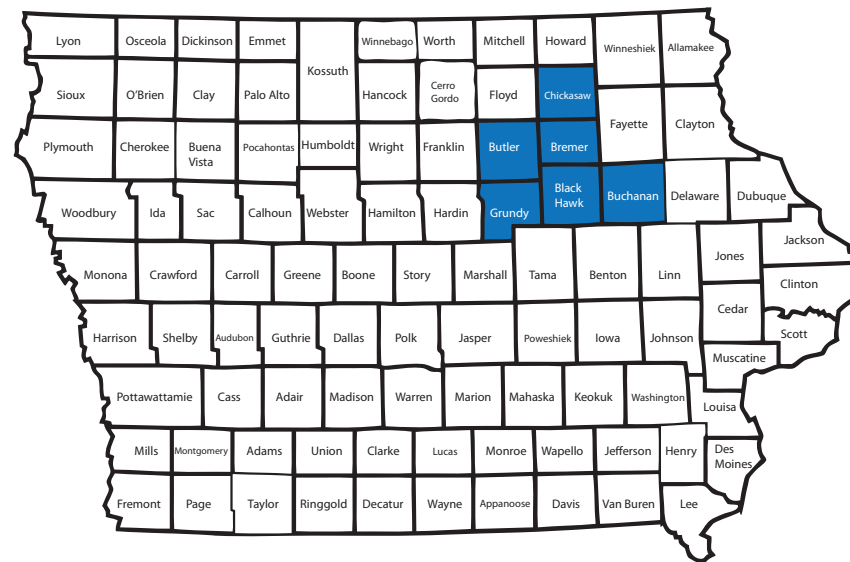 Lyon
Osceola
Dickinson
Emmet
Kossuth
Winnebago
Worth
Mitchell
Howard
Winneshiek
Allamakee
Sioux
O'Brien
Clay
Palo Alto
Hancock
Cerro
Gordo
Floyd
Chickasaw
Fayette
Clayton
Plymouth
Cherokee
Buena
Vista
Pocahontas
Humboldt
Wright
Franklin
Butler
Bremer
Woodbury
Ida
Sac
Calhoun
Webster
Hamilton
Hardin
Grundy
Black
Hawk
Buchanan
Delaware
Dubuque
Monona
Crawford
Carroll
Greene
Boone
Story
Marshall
Tama
Benton
Linn
Jones
Jackson
Clinton
Harrison
Shelby
Audubon
Guthrie
Dallas
Polk
Jasper
Poweshiek
Iowa
Johnson
Cedar
Scott
Muscatine
Pottawattamie
Cass
Adair
Madison
Warren
Marion
Mahaska
Keokuk
Washington
Louisa
Mills
Montgomery
Adams
Union
Clarke
Lucas
Monroe
Wapello
Jefferson
Henry
Des
Moines
Fremont
Page
Taylor
Ringgold
Decatur
Wayne
Appanoose
Davis
Van Buren
Lee